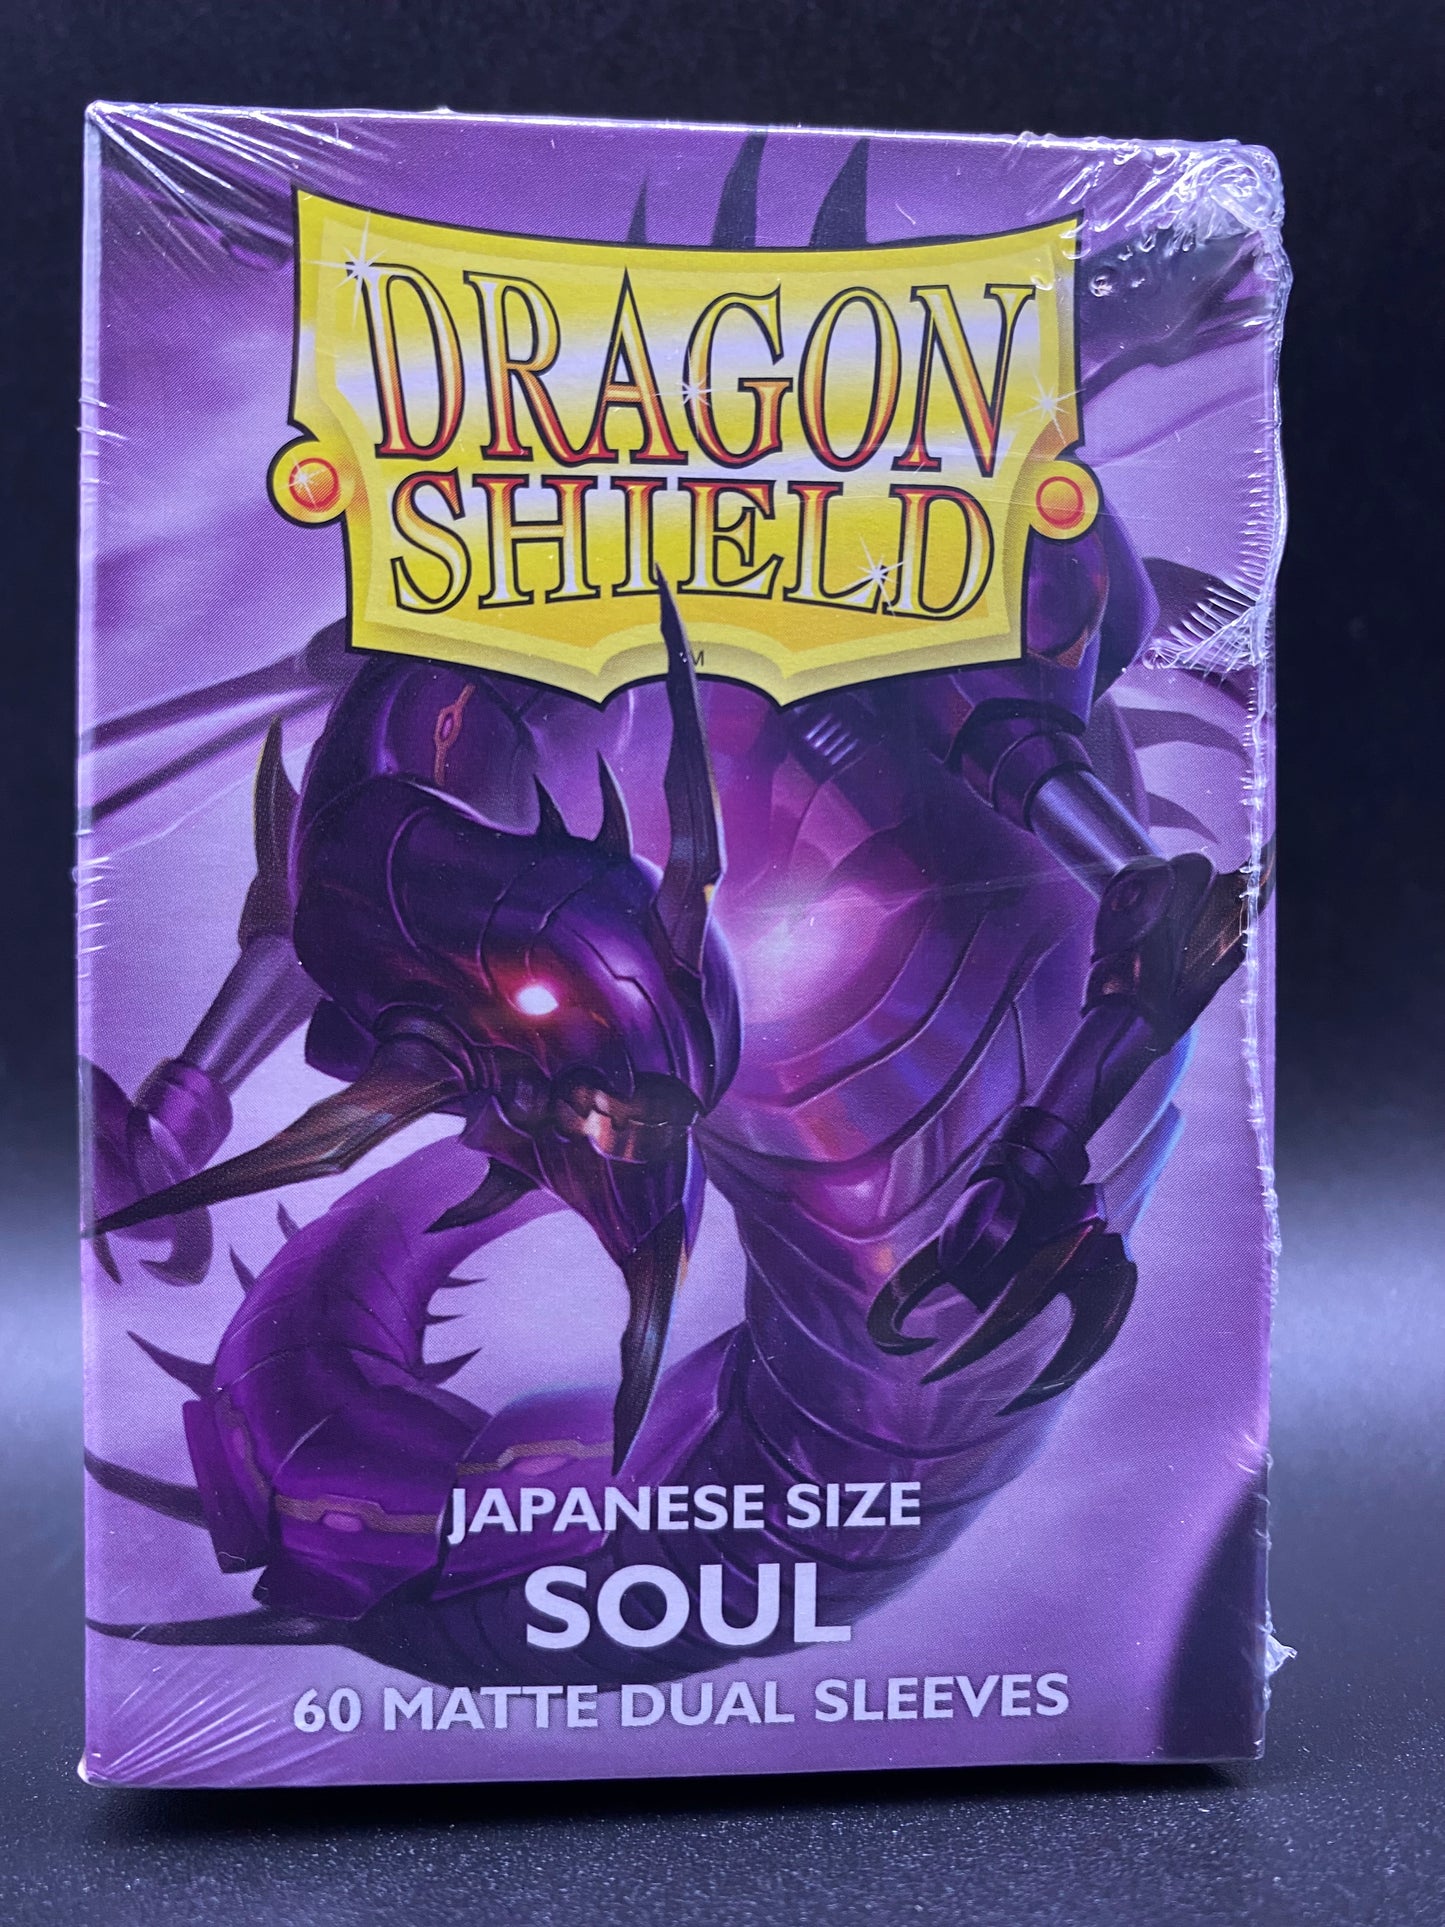 DRAGON
SHIELD
JAPANESE SIZE
SOUL
60 MATTE DUAL SLEEVES